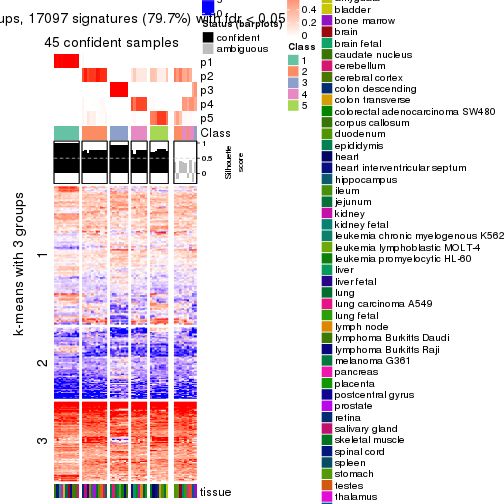 ups, 17097 signatures (79.7%) with fdr < 0.05
45 confident samples
p1
p2
p3
p4
p5
Class
1
0.5
0
Silhouette
score
k-means with 3 groups
1
2
3
tissue
0
Status (barplots)
confident
ambiguous
0.4
0.2
0
Class
1
2
3
4
5
bladder
bone marrow
brain
brain fetal
caudate nucleus
cerebellum
cerebral cortex
colon descending
colon transverse
colorectal adenocarcinoma SW480
corpus callosum
duodenum
epididymis
heart
heart interventricular septum
hippocampus
ileum
jejunum
kidney
kidney fetal
leukemia chronic myelogenous K562
leukemia lymphoblastic MOLT-4
leukemia promyelocytic HL-60
liver
liver fetal
lung
lung carcinoma A549
lung fetal
lymph node
lymphoma Burkitts Daudi
lymphoma Burkitts Raji
melanoma G361
pancreas
placenta
postcentral gyrus
prostate
retina
salivary gland
skeletal muscle
spinal cord
spleen
stomach
testes
thalamus